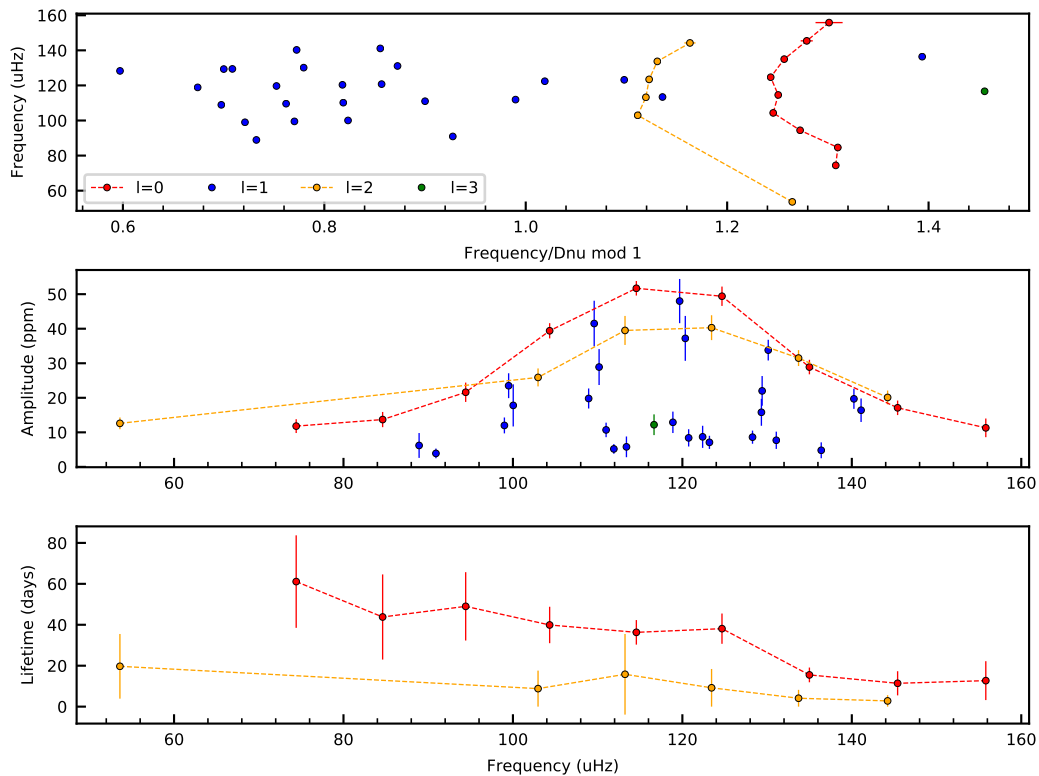 160
140
120
100
80
60
Frequency (uHz)
l=0 l=1 l=2 l=3
0.6 0.8 1.0 1.2 1.4
Frequency/Dnu mod 1
50
40
30
20
10
0
Amplitude (ppm)
60 80 100 120 140 160
80
60
40
20
0
Lifetime (days)
60 80 100 120 140 160
Frequency (uHz)